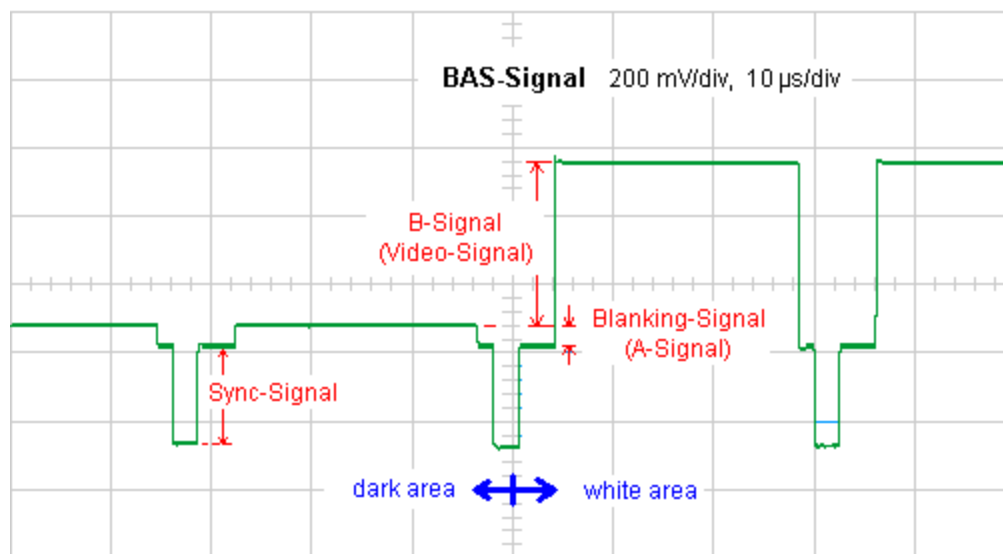 BAS-Signal 200 mV/div, 10 µs/div
B-Signal
(Video-Signal)
Blanking-Signal
(A-Signal)
Sync-Signal
dark area
white area